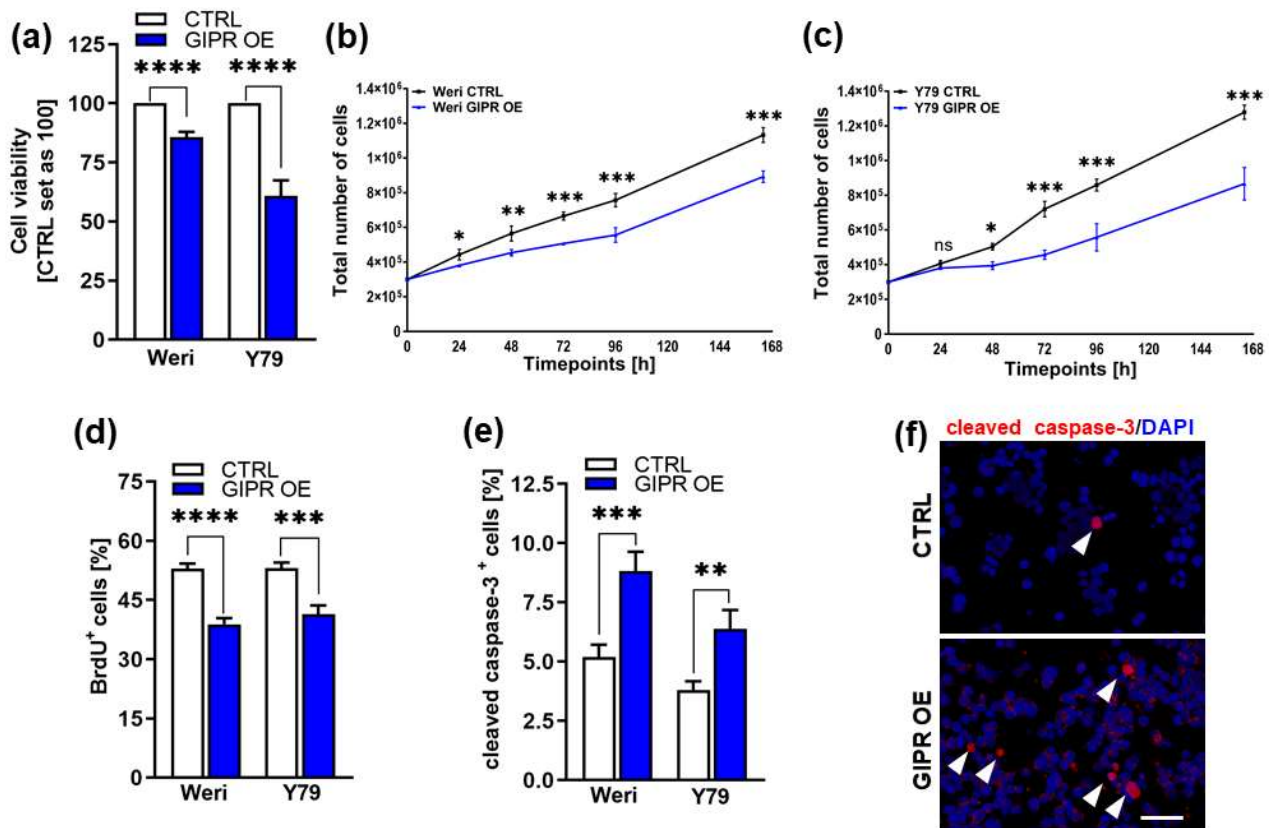 (a)
CTRL
GIPR OE
Cell viability
[CTRL set as 100]
125
100
75
50
25
0
****
****
Weri
Y79
(b)
Weri CTRL
Weri GIPR OE
Total number of cells
1.4×10⁶
1.2×10⁶
1×10⁶
8×10⁵
6×10⁵
4×10⁵
2×10⁵
0
*
**
***
***
***
0 24 48 72 96 120 144 168
Timepoints [h]
(c)
Y79 CTRL
Y79 GIPR OE
Total number of cells
1.4×10⁶
1.2×10⁶
1×10⁶
8×10⁵
6×10⁵
4×10⁵
2×10⁵
0
ns
*
***
***
***
0 24 48 72 96 120 144 168
Timepoints [h]
(d)
CTRL
GIPR OE
BrdU⁺ cells [%]
75
60
45
30
15
0
****
***
Weri
Y79
(e)
CTRL
GIPR OE
cleaved caspase-3 ⁺ cells [%]
12.5
10.0
7.5
5.0
2.5
0.0
***
**
Weri
Y79
(f)
cleaved caspase-3/DAPI
CTRL
GIPR OE